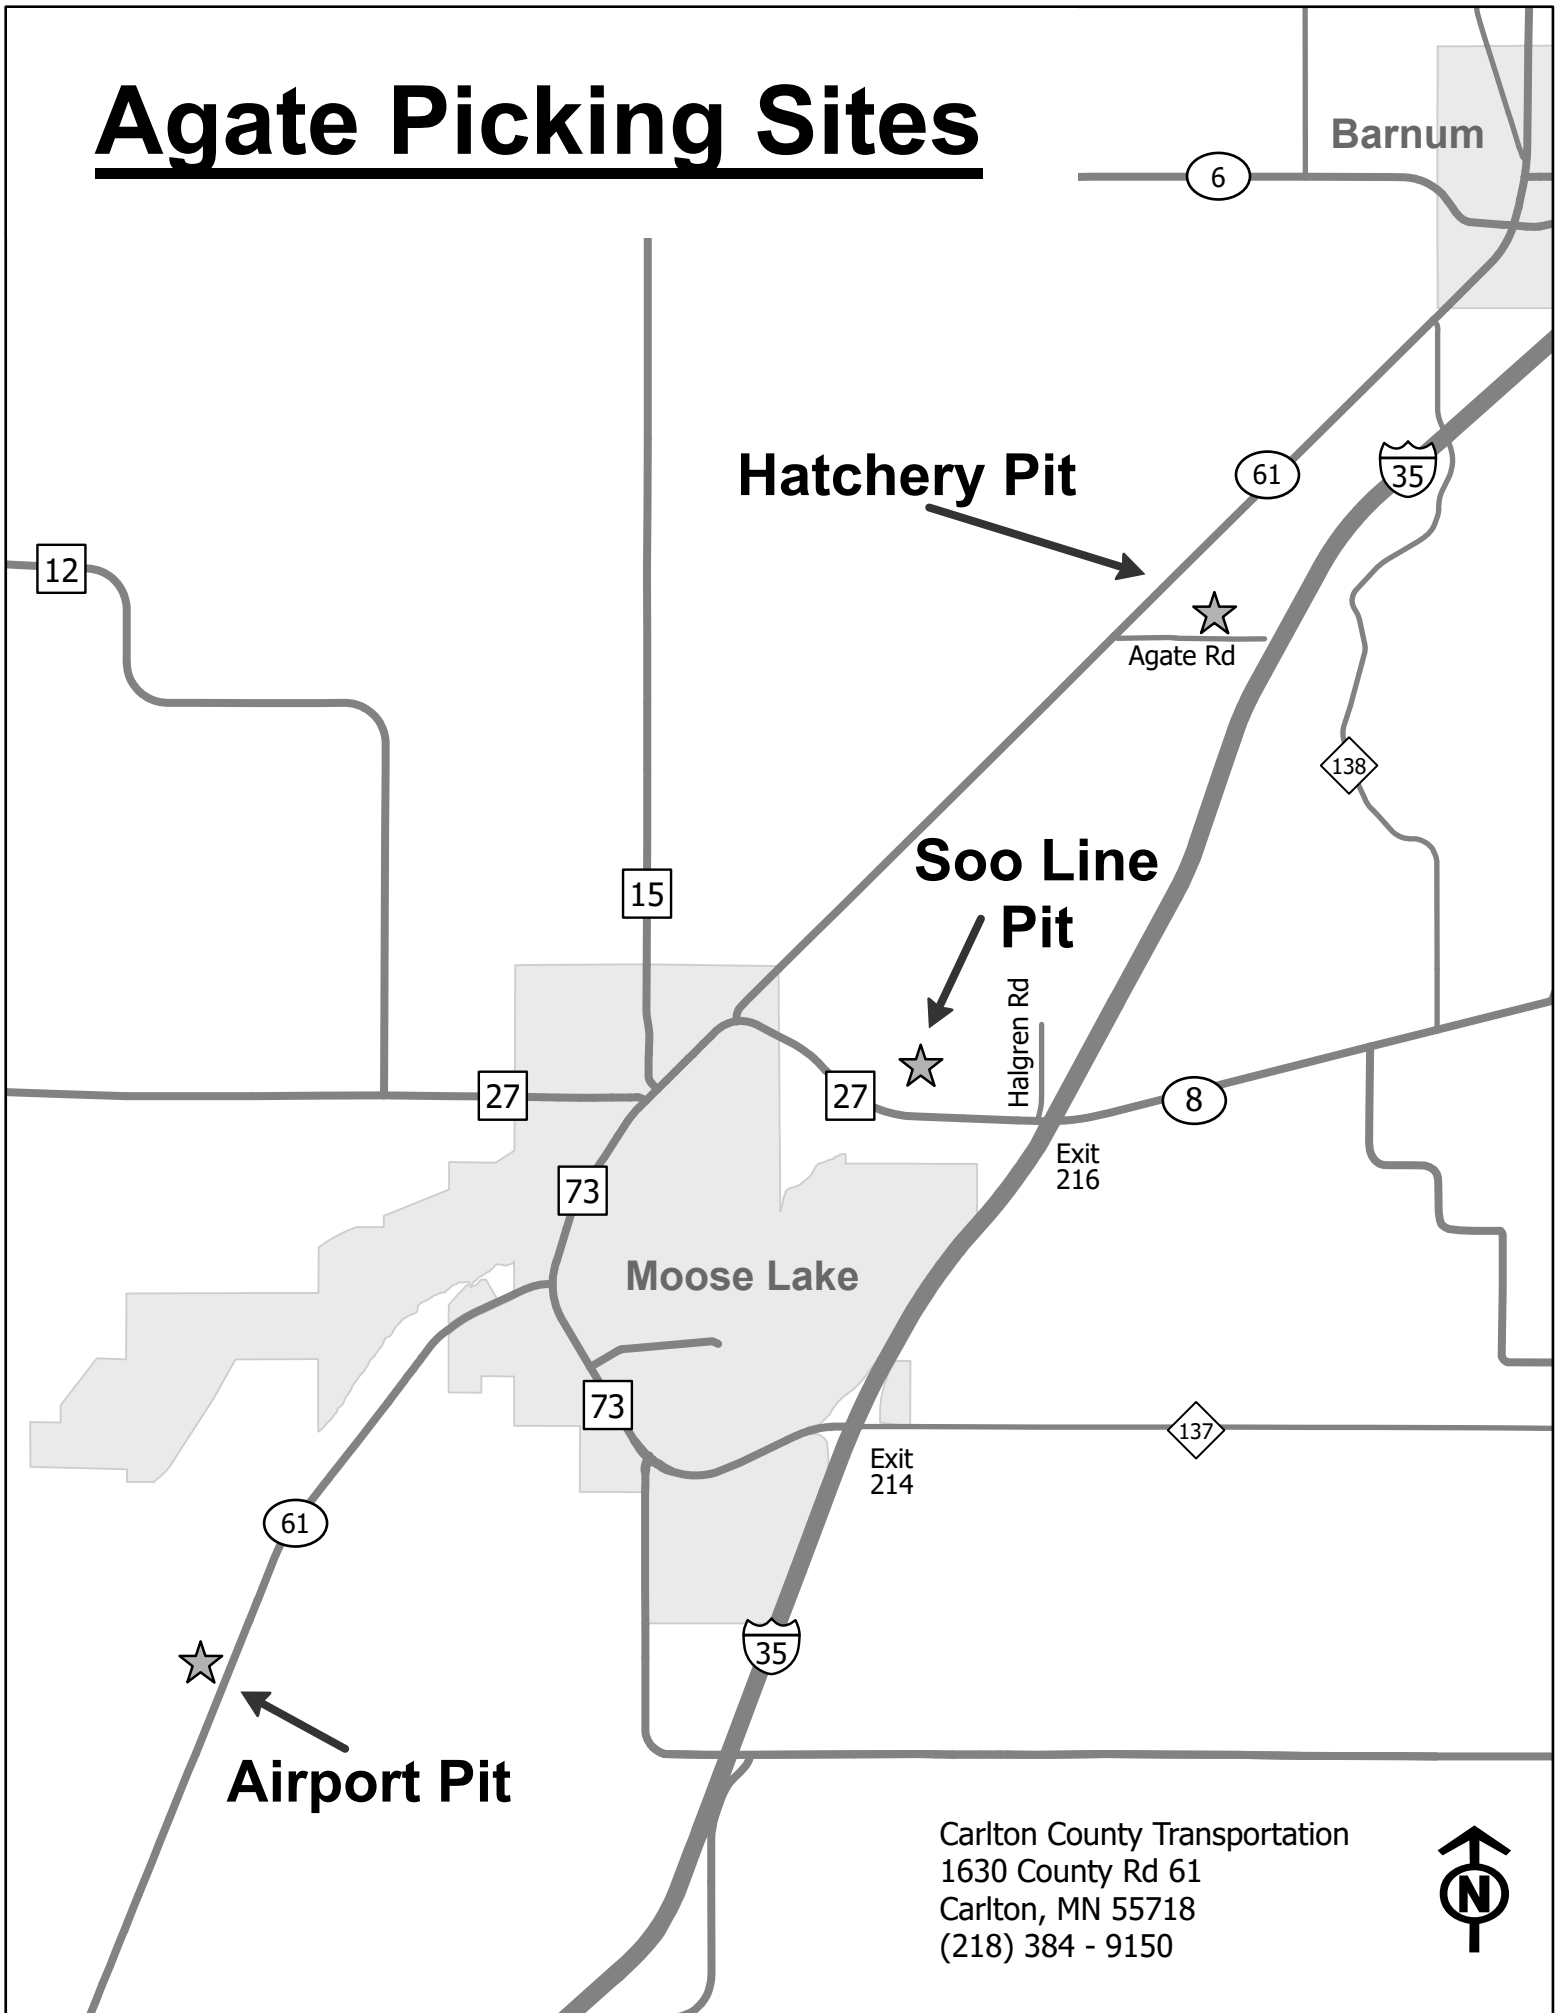 Agate Picking Sites
Barnum
6
Hatchery Pit
61
35
12
Agate Rd
138
Soo Line
Pit
15
Halgren Rd
27
27
8
Exit
216
73
Moose Lake
73
137
Exit
214
61
35
Airport Pit
Carlton County Transportation
1630 County Rd 61
Carlton, MN 55718
(218) 384 - 9150
N